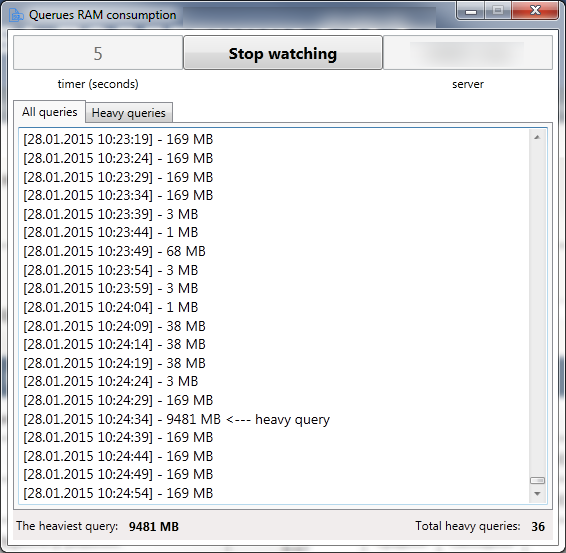 Querues RAM consumption
5
Stop watching
timer (seconds)
server
All queries
Heavy queries
[28.01.2015 10:23:19] - 169 MB
[28.01.2015 10:23:24] - 169 MB
[28.01.2015 10:23:29] - 169 MB
[28.01.2015 10:23:34] - 169 MB
[28.01.2015 10:23:39] - 3 MB
[28.01.2015 10:23:44] - 1 MB
[28.01.2015 10:23:49] - 68 MB
[28.01.2015 10:23:54] - 3 MB
[28.01.2015 10:23:59] - 3 MB
[28.01.2015 10:24:04] - 1 MB
[28.01.2015 10:24:09] - 38 MB
[28.01.2015 10:24:14] - 38 MB
[28.01.2015 10:24:19] - 38 MB
[28.01.2015 10:24:24] - 3 MB
[28.01.2015 10:24:29] - 169 MB
[28.01.2015 10:24:34] - 9481 MB <--- heavy query
[28.01.2015 10:24:39] - 169 MB
[28.01.2015 10:24:44] - 169 MB
[28.01.2015 10:24:49] - 169 MB
[28.01.2015 10:24:54] - 169 MB
The heaviest query: 9481 MB
Total heavy queries: 36